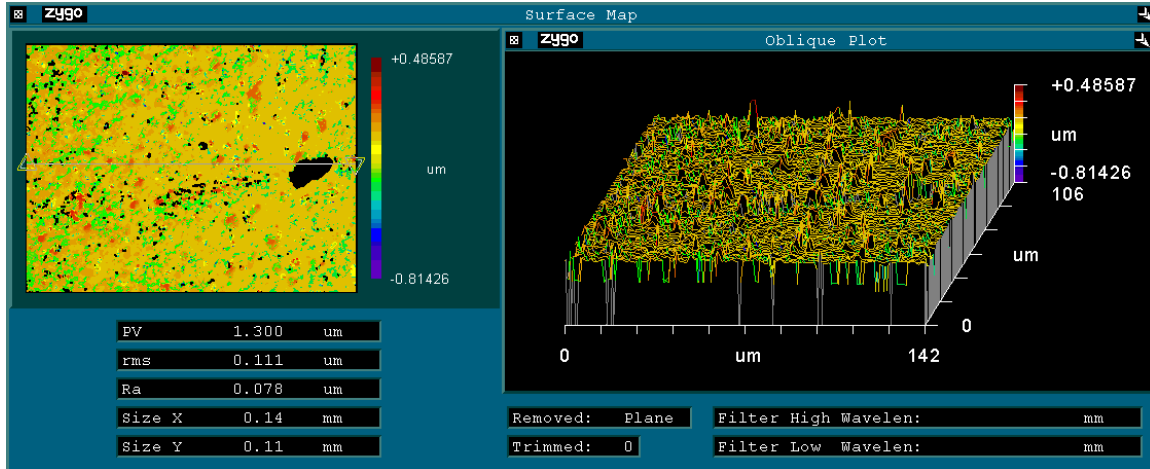 zygo Surface Map
+0.48587
um
-0.81426
zygo Oblique Plot
+0.48587
um
-0.81426
106
um
0
0 um 142
PV 1.300 um
rms 0.111 um
Ra 0.078 um
Size X 0.14 mm
Size Y 0.11 mm
Removed: Plane
Trimmed: 0
Filter High Wavelen: mm
Filter Low Wavelen: mm